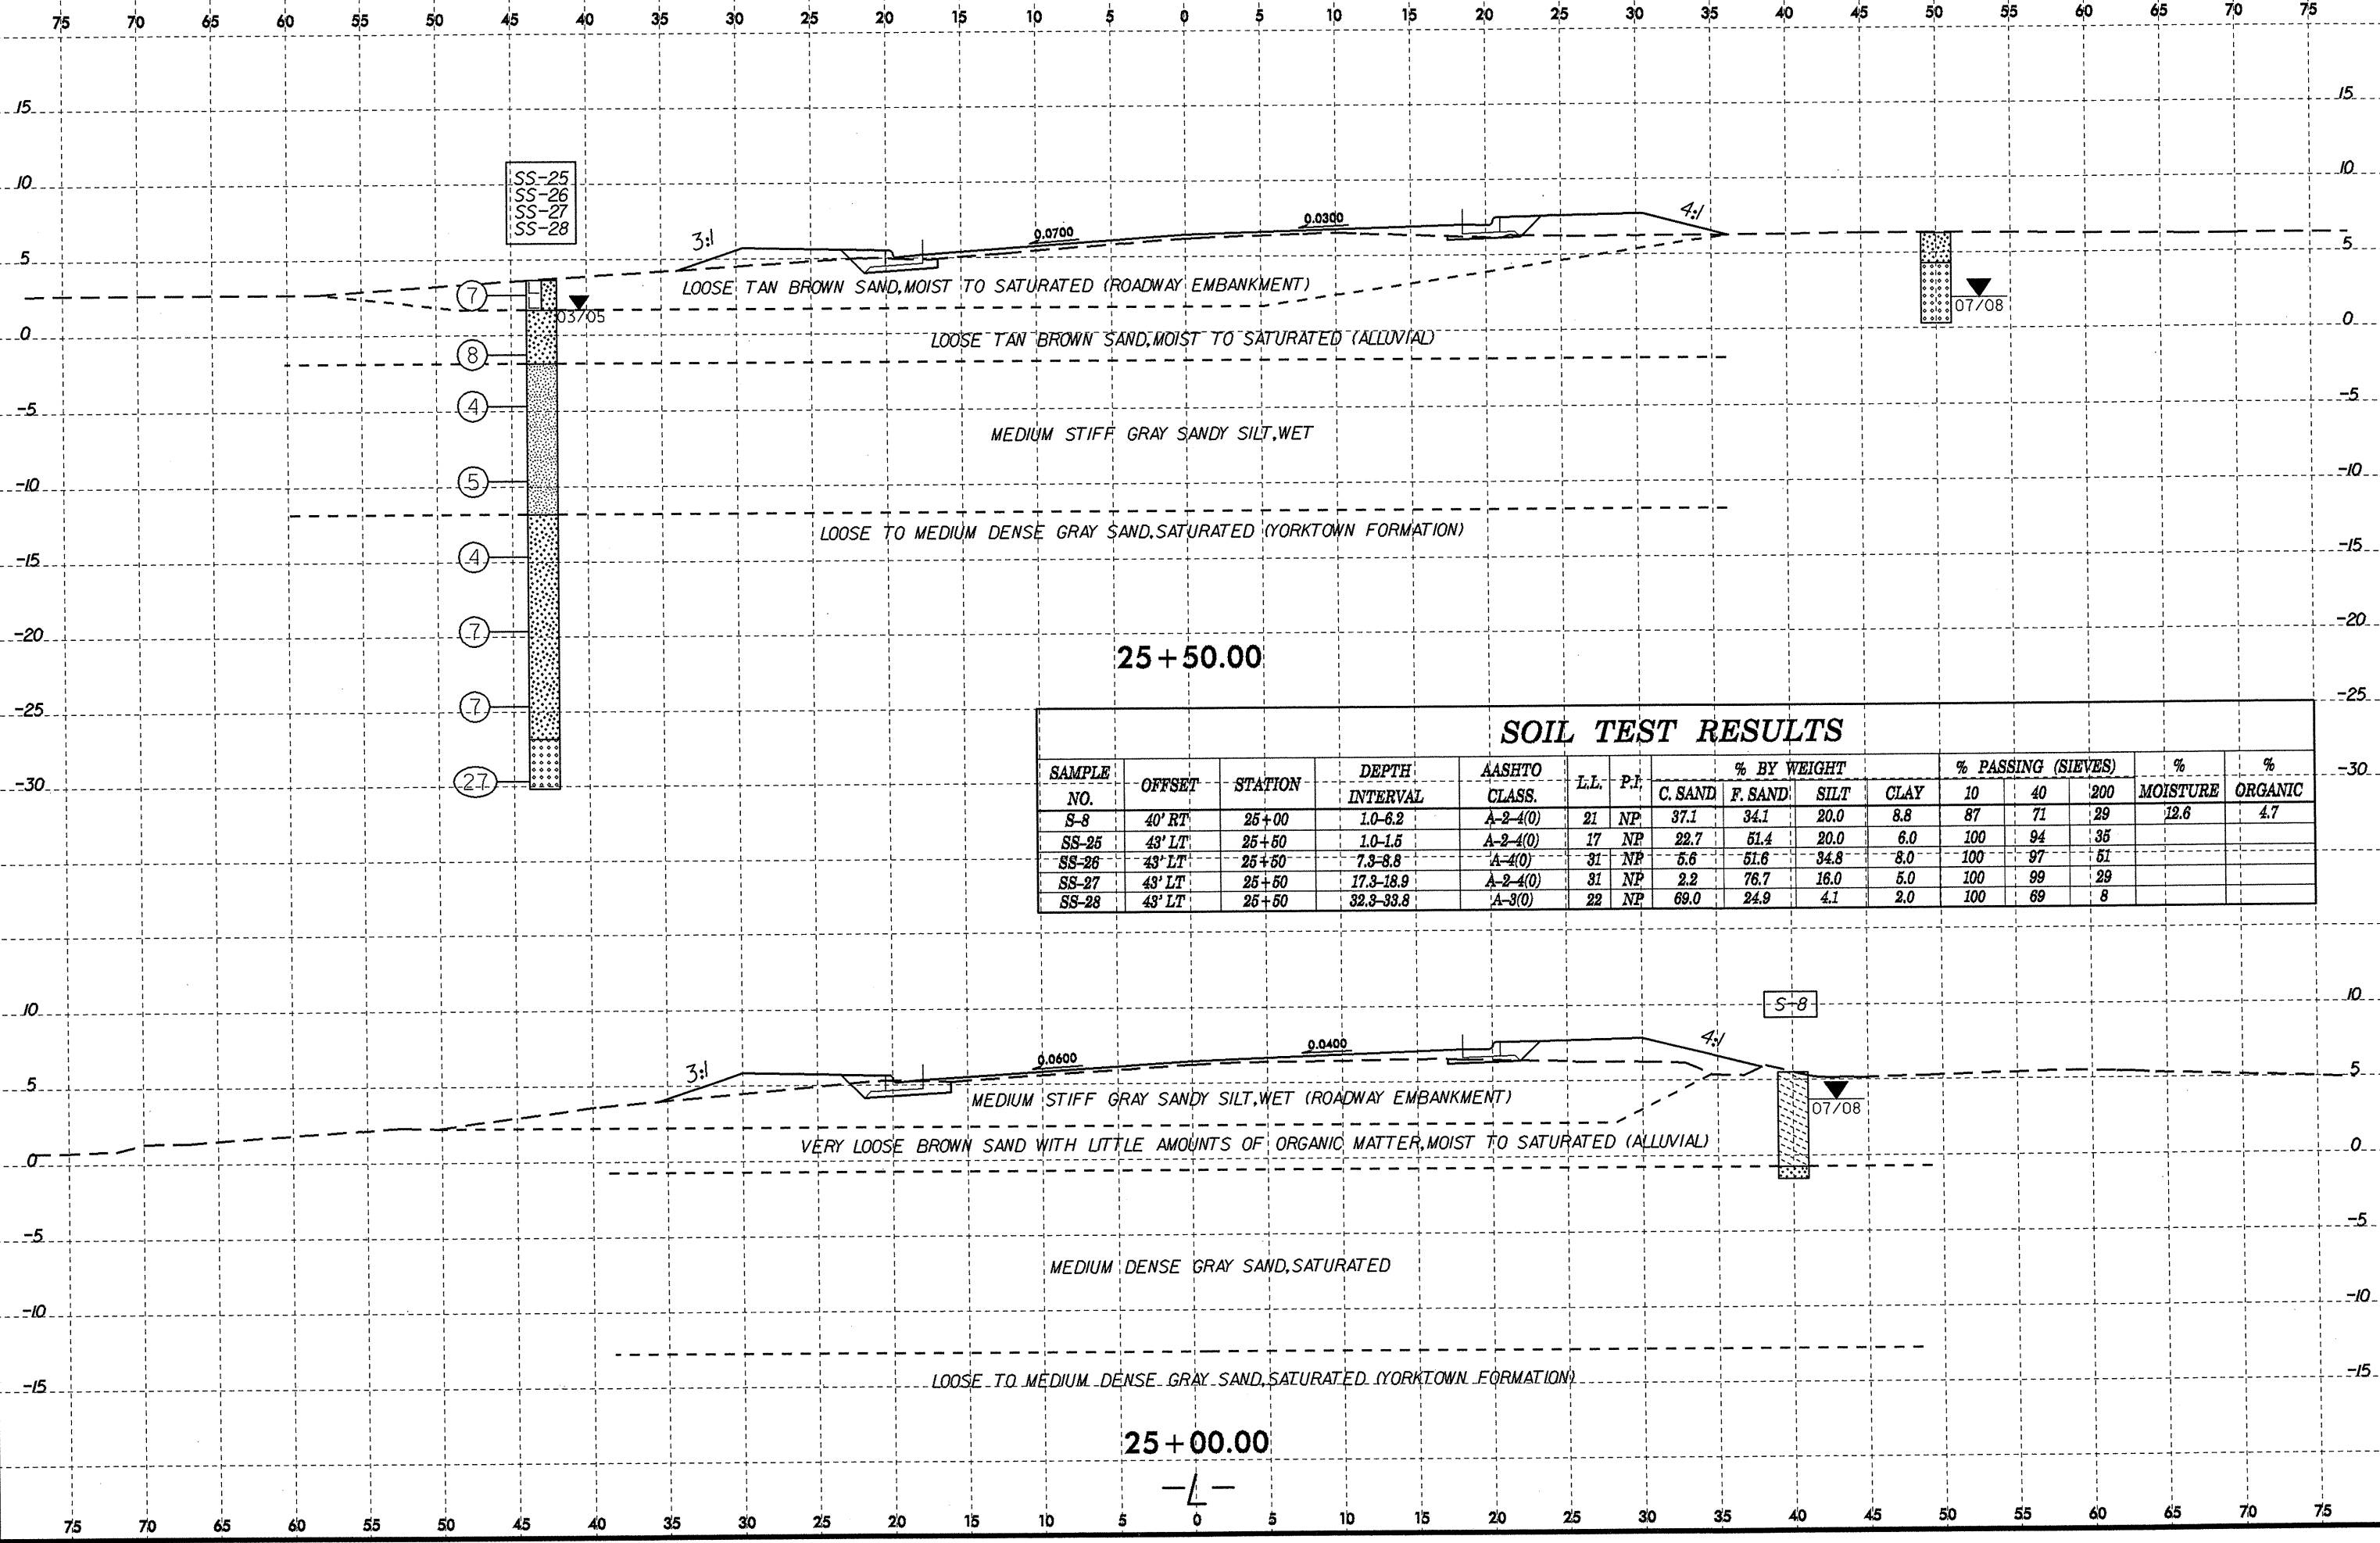 75 70 65 60 55 50 45 40 35 30 25 20 15 10 5 0 5 10 15 20 25 30 35 40 45 50 55 60 65 70 75
15 15
10 10
SS-25
SS-26
SS-27
SS-28
3:1 0.0700 0.0300 4:1
5 5
LOOSE TAN BROWN SAND, MOIST TO SATURATED (ROADWAY EMBANKMENT)
7
03/05 07/08
0 0
LOOSE TAN BROWN SAND, MOIST TO SATURATED (ALLUVIAL)
8
4
-5 -5
MEDIUM STIFF GRAY SANDY SILT, WET
5
-10 -10
LOOSE TO MEDIUM DENSE GRAY SAND, SATURATED (YORKTOWN FORMATION)
4
-15 -15
7
-20 -20
25+50.00
7
-25 -25
27
-30 -30
SOIL TEST RESULTS
SAMPLE NO. OFFSET STATION DEPTH INTERVAL AASHTO CLASS. L.L. P.I. % BY WEIGHT % PASSING (SIEVES) % MOISTURE % ORGANIC
C. SAND F. SAND SILT CLAY 10 40 200
S-8 40' RT 25+00 1.0-6.2 A-2-4(0) 21 NP 37.1 34.1 20.0 8.8 87 71 29 12.6 4.7
SS-25 43' LT 25+50 1.0-1.5 A-2-4(0) 17 NP 22.7 51.4 20.0 6.0 100 94 35
SS-26 43' LT 25+50 7.3-8.8 A-4(0) 31 NP 5.6 51.6 34.8 8.0 100 97 51
SS-27 43' LT 25+50 17.3-18.9 A-2-4(0) 31 NP 2.2 76.7 16.0 5.0 100 99 29
SS-28 43' LT 25+50 32.3-33.8 A-3(0) 22 NP 69.0 24.9 4.1 2.0 100 69 8
10 10
S-8
3:1 0.0600 0.0400 4:1
5 5
MEDIUM STIFF GRAY SANDY SILT, WET (ROADWAY EMBANKMENT)
07/08
VERY LOOSE BROWN SAND WITH LITTLE AMOUNTS OF ORGANIC MATTER, MOIST TO SATURATED (ALLUVIAL)
0 0
-5 -5
MEDIUM DENSE GRAY SAND, SATURATED
-10 -10
LOOSE TO MEDIUM DENSE GRAY SAND, SATURATED (YORKTOWN FORMATION)
-15 -15
25+00.00
-L-
75 70 65 60 55 50 45 40 35 30 25 20 15 10 5 0 5 10 15 20 25 30 35 40 45 50 55 60 65 70 75